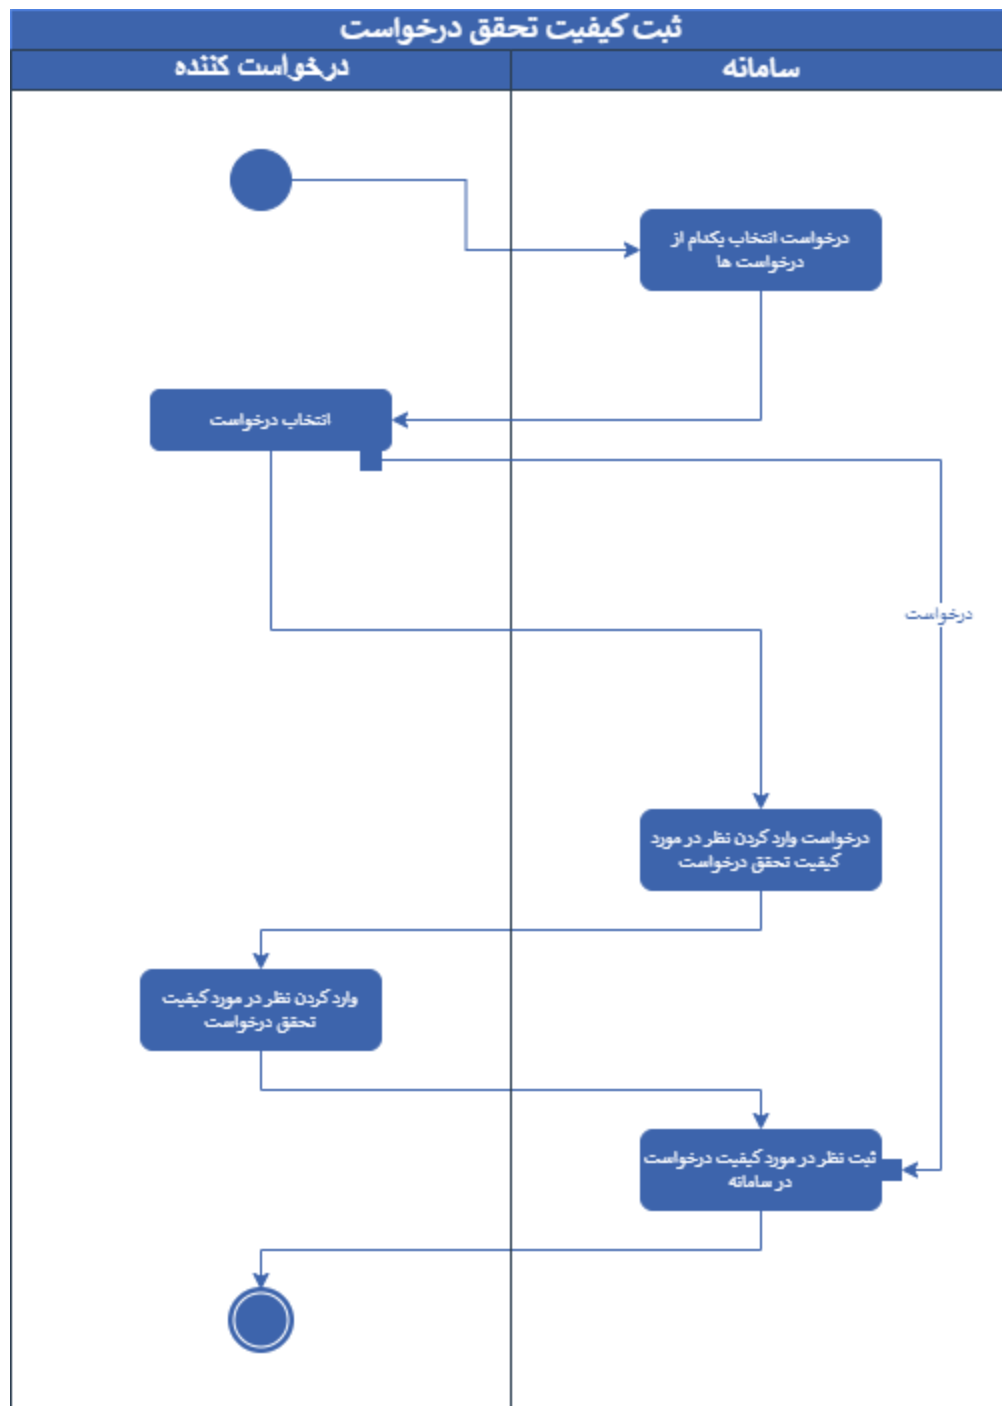 ثبت کیفیت تحقق درخواست
سامانه
درخواست کننده
درخواست انتخاب یکدام از
درخواست ها
انتخاب درخواست
درخواست
درخواست وارد کردن نظر در مورد
کیفیت تحقق درخواست
وارد کردن نظر در مورد کیفیت
تحقق درخواست
ثبت نظر در مورد کیفیت درخواست
در سامانه